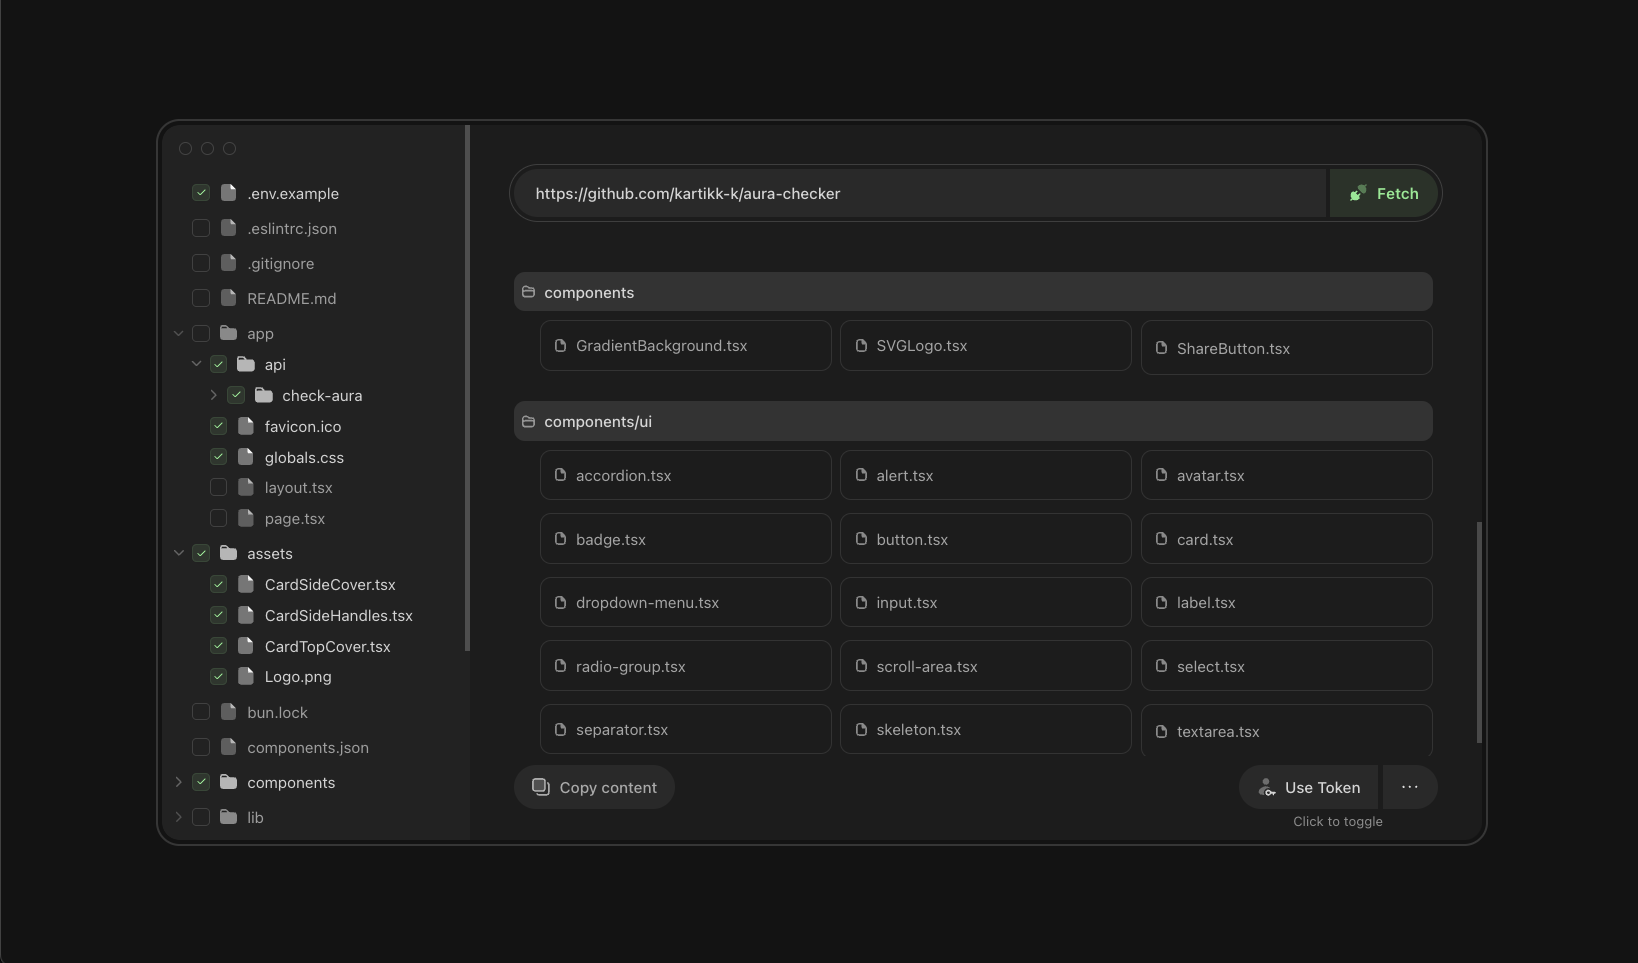 .env.example
.eslintrc.json
.gitignore
README.md
app
api
check-aura
favicon.ico
globals.css
layout.tsx
page.tsx
assets
CardSideCover.tsx
CardSideHandles.tsx
CardTopCover.tsx
Logo.png
bun.lock
components.json
components
lib
https://github.com/kartikk-k/aura-checker Fetch
components
GradientBackground.tsx SVGLogo.tsx ShareButton.tsx
components/ui
accordion.tsx alert.tsx avatar.tsx
badge.tsx button.tsx card.tsx
dropdown-menu.tsx input.tsx label.tsx
radio-group.tsx scroll-area.tsx select.tsx
separator.tsx skeleton.tsx textarea.tsx
Copy content Use Token ...
Click to toggle